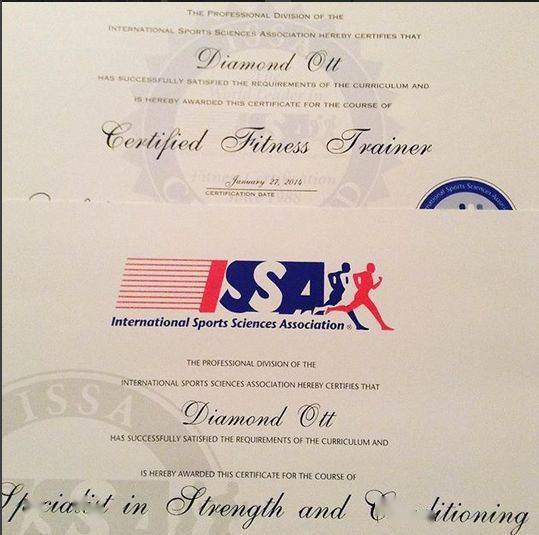 THE PROFESSIONAL DIVISION OF THE
INTERNATIONAL SPORTS SCIENCES ASSOCIATION HEREBY CERTIFIES THAT
Diamond Ott
HAS SUCCESSFULLY SATISFIED THE REQUIREMENTS OF THE CURRICULUM AND
IS HEREBY AWARDED THIS CERTIFICATE FOR THE COURSE OF
Certified Fitness Trainer
January 27, 2014
CERTIFICATION DATE
International Sports Sciences
ISSA
International Sports Sciences Association®
THE PROFESSIONAL DIVISION OF THE
INTERNATIONAL SPORTS SCIENCES ASSOCIATION HEREBY CERTIFIES THAT
ISSA
Diamond Ott
HAS SUCCESSFULLY SATISFIED THE REQUIREMENTS OF THE CURRICULUM AND
IS HEREBY AWARDED THIS CERTIFICATE FOR THE COURSE OF
in Strength and